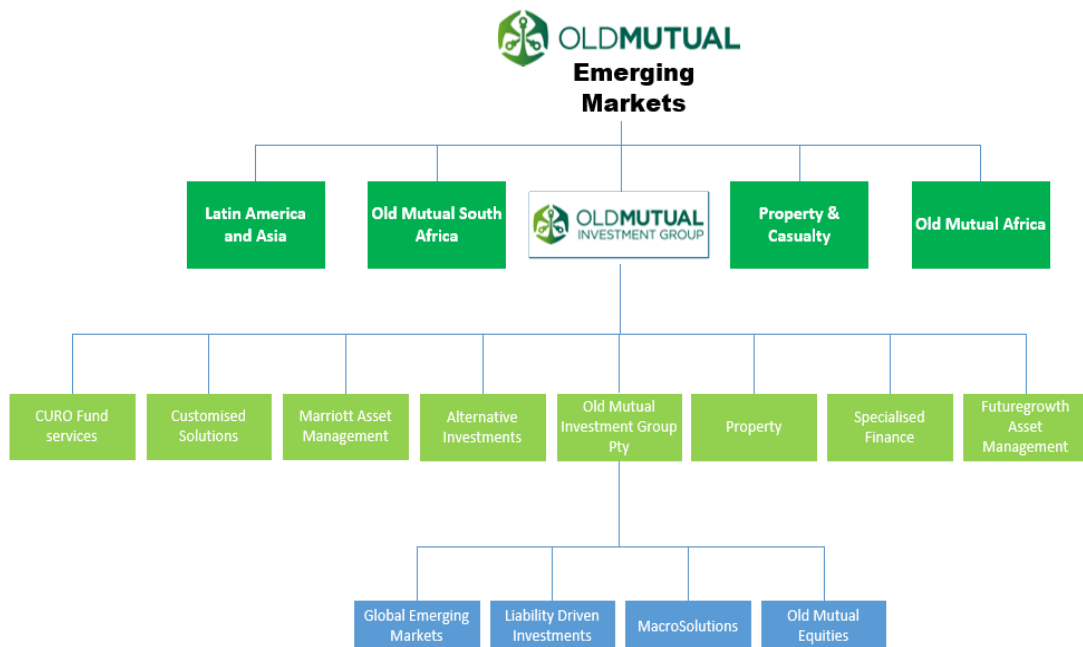 OLDMUTUAL
Emerging
Markets
Latin America
and Asia
Old Mutual South
Africa
OLDMUTUAL
INVESTMENT GROUP
Property &
Casualty
Old Mutual Africa
CURO Fund
services
Customised
Solutions
Marriott Asset
Management
Alternative
Investments
Old Mutual
Investment Group
Pty
Property
Specialised
Finance
Futuregrowth
Asset
Management
Global Emerging
Markets
Liability Driven
Investments
MacroSolutions
Old Mutual
Equities